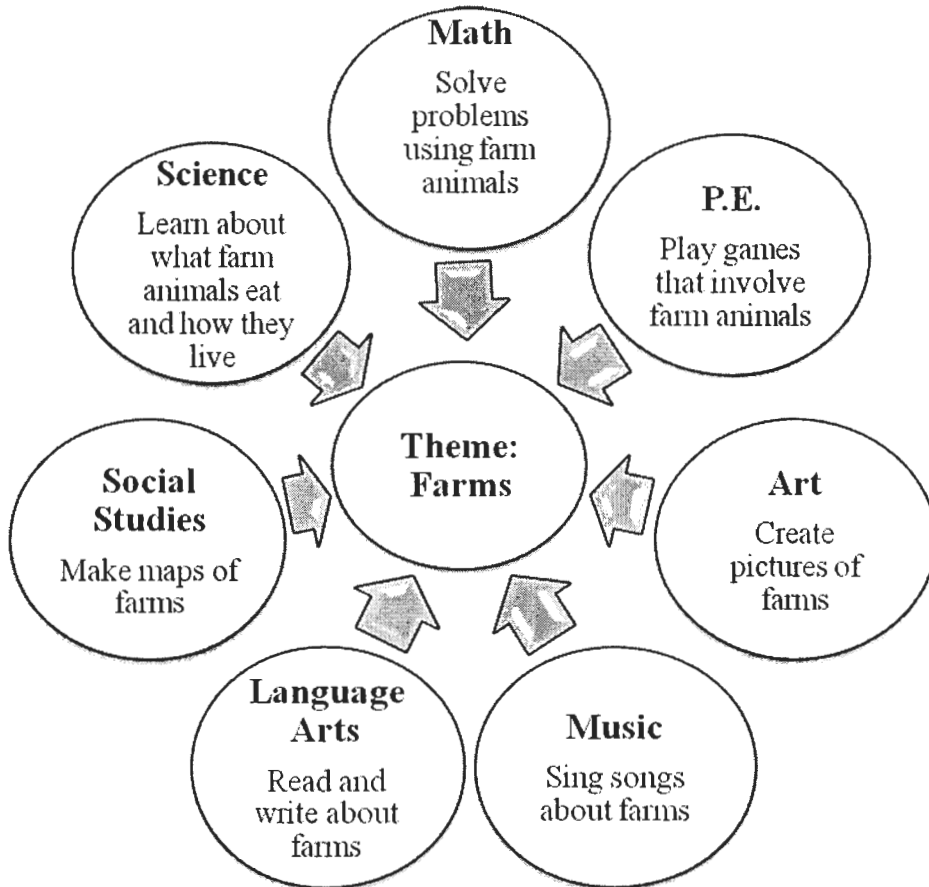 Math
Solve
problems
using farm
animals
P.E.
Play games
that involve
farm animals
Art
Create
pictures of
farms
Music
Sing songs
about farms
Language
Arts
Read and
write about
farms
Social
Studies
Make maps of
farms
Science
Learn about
what farm
animals eat
and how they
live
Theme:
Farms